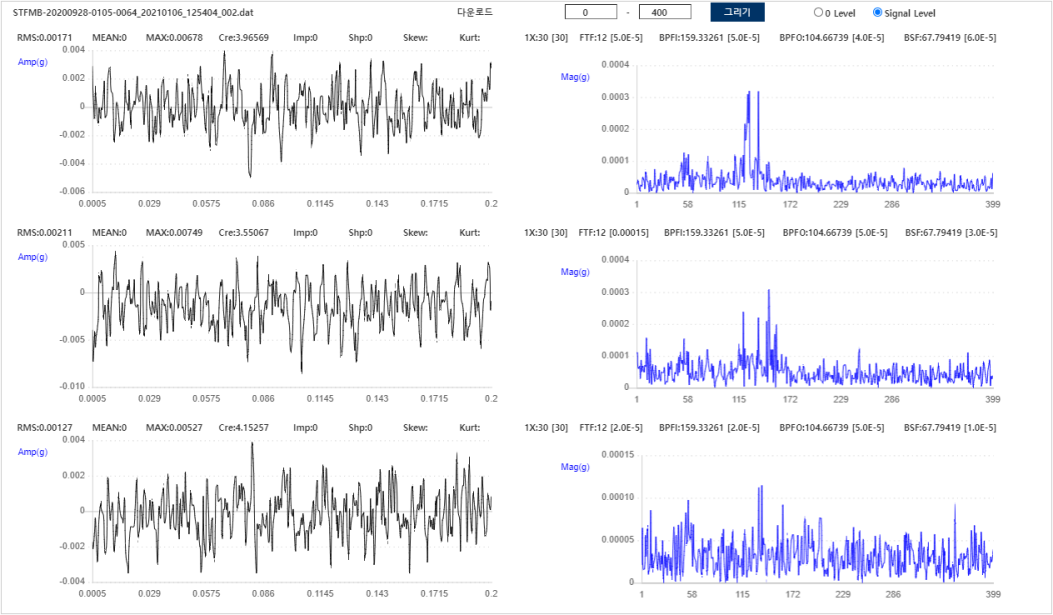 STFMB-20200928-0105-0064_20210106_125404_002.dat 다운로드 0 - 400 그리기 0 Level Signal Level
RMS:0.00171 MEAN:0 MAX:0.00678 Cre:3.96569 Imp:0 Shp:0 Skew: Kurt: 1X:30 [30] FTF:12 [5.0E-5] BPFI:159.33261 [5.0E-5] BPFO:104.66739 [4.0E-5] BSF:67.79419 [6.0E-5]
Amp(g)
0.004
0.002
0
-0.002
-0.004
-0.006
0.0005 0.029 0.0575 0.086 0.1145 0.143 0.1715 0.2
Mag(g)
0.0004
0.0003
0.0002
0.0001
0
1 58 115 172 229 286 399
RMS:0.00211 MEAN:0 MAX:0.00749 Cre:3.55067 Imp:0 Shp:0 Skew: Kurt: 1X:30 [30] FTF:12 [0.00015] BPFI:159.33261 [5.0E-5] BPFO:104.66739 [5.0E-5] BSF:67.79419 [3.0E-5]
Amp(g)
0.005
0
-0.005
-0.010
0.0005 0.029 0.0575 0.086 0.1145 0.143 0.1715 0.2
Mag(g)
0.0004
0.0003
0.0002
0.0001
0
1 58 115 172 229 286 399
RMS:0.00127 MEAN:0 MAX:0.00527 Cre:4.15257 Imp:0 Shp:0 Skew: Kurt: 1X:30 [30] FTF:12 [2.0E-5] BPFI:159.33261 [2.0E-5] BPFO:104.66739 [5.0E-5] BSF:67.79419 [1.0E-5]
Amp(g)
0.004
0.002
0
-0.002
-0.004
0.0005 0.029 0.0575 0.086 0.1145 0.143 0.1715 0.2
Mag(g)
0.00015
0.00010
0.00005
0
1 58 115 172 229 286 399